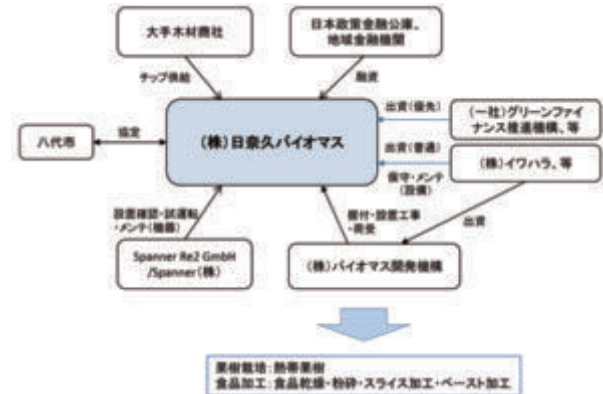 大手木材商社
日本政策金融公庫、
地域金融機関
チップ供給
融資
出資(優先)
(一社)グリーンファイ
ナンス推進機構、等
八代市
協定
(株)日奈久バイオマス
出資(普通)
(株)イワハラ、等
保守・メンテ
(設備)
設置確認・試運転
・メンテ(機器)
据付・設置工事
・荷受
出資
Spanner Re2 GmbH
/Spanner(株)
(株)バイオマス開発機構
果樹栽培:熱帯果樹
食品加工:食品乾燥・粉砕・スライス加工・ペースト加工